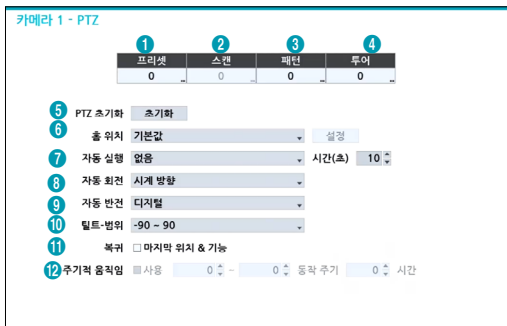 카메라 1 - PTZ
1 2 3 4
프리셋 스캔 패턴 투어
0 ... 0 ... 0 ... 0 ...
5 PTZ 초기화 초기화
6 홈 위치 기본값 설정
7 자동 실행 없음 시간(초) 10
8 자동 회전 시계 방향
9 자동 반전 디지털
10 틸트-범위 -90 ~ 90
11 복귀 마지막 위치 & 기능
12 주기적 움직임 사용 0 ~ 0 동작 주기 0 시간